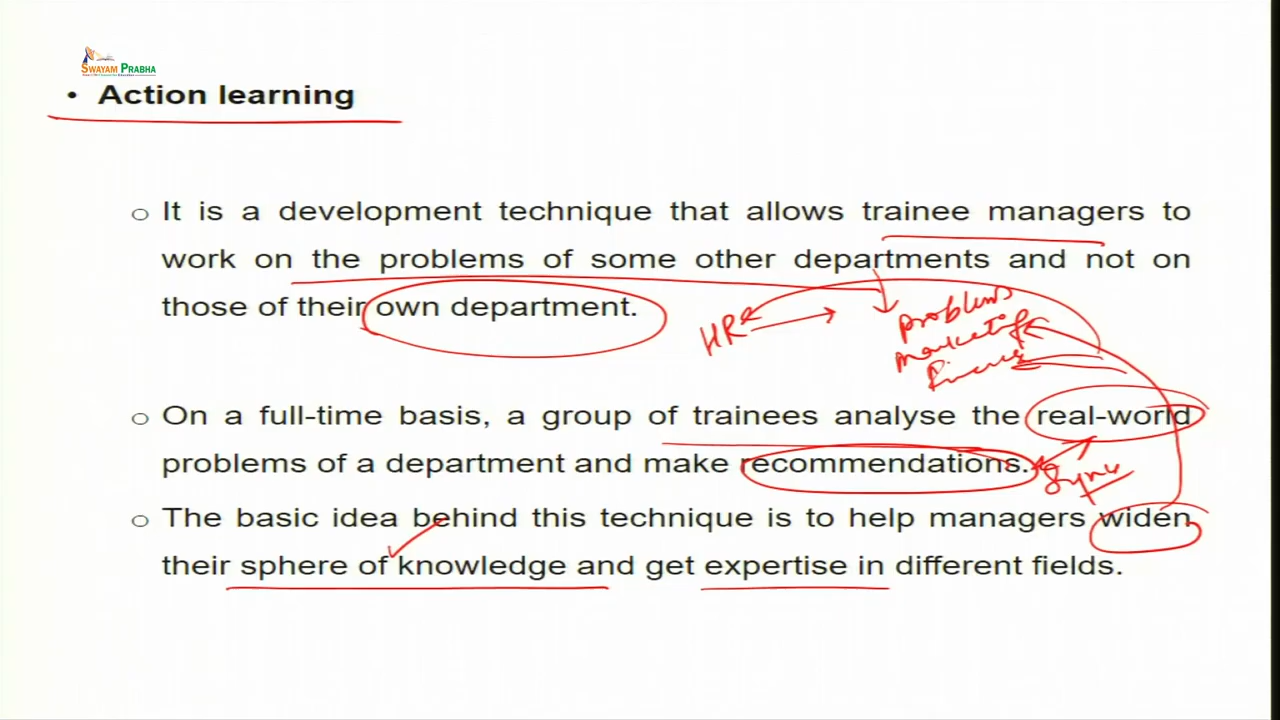 SWAYAM PRABHA
• Action learning
○ It is a development technique that allows trainee managers to
work on the problems of some other departments and not on
those of their own department.
HR
problems
marketing
finance
○ On a full-time basis, a group of trainees analyse the real-world
problems of a department and make recommendations.
Sync
○ The basic idea behind this technique is to help managers widen
their sphere of knowledge and get expertise in different fields.